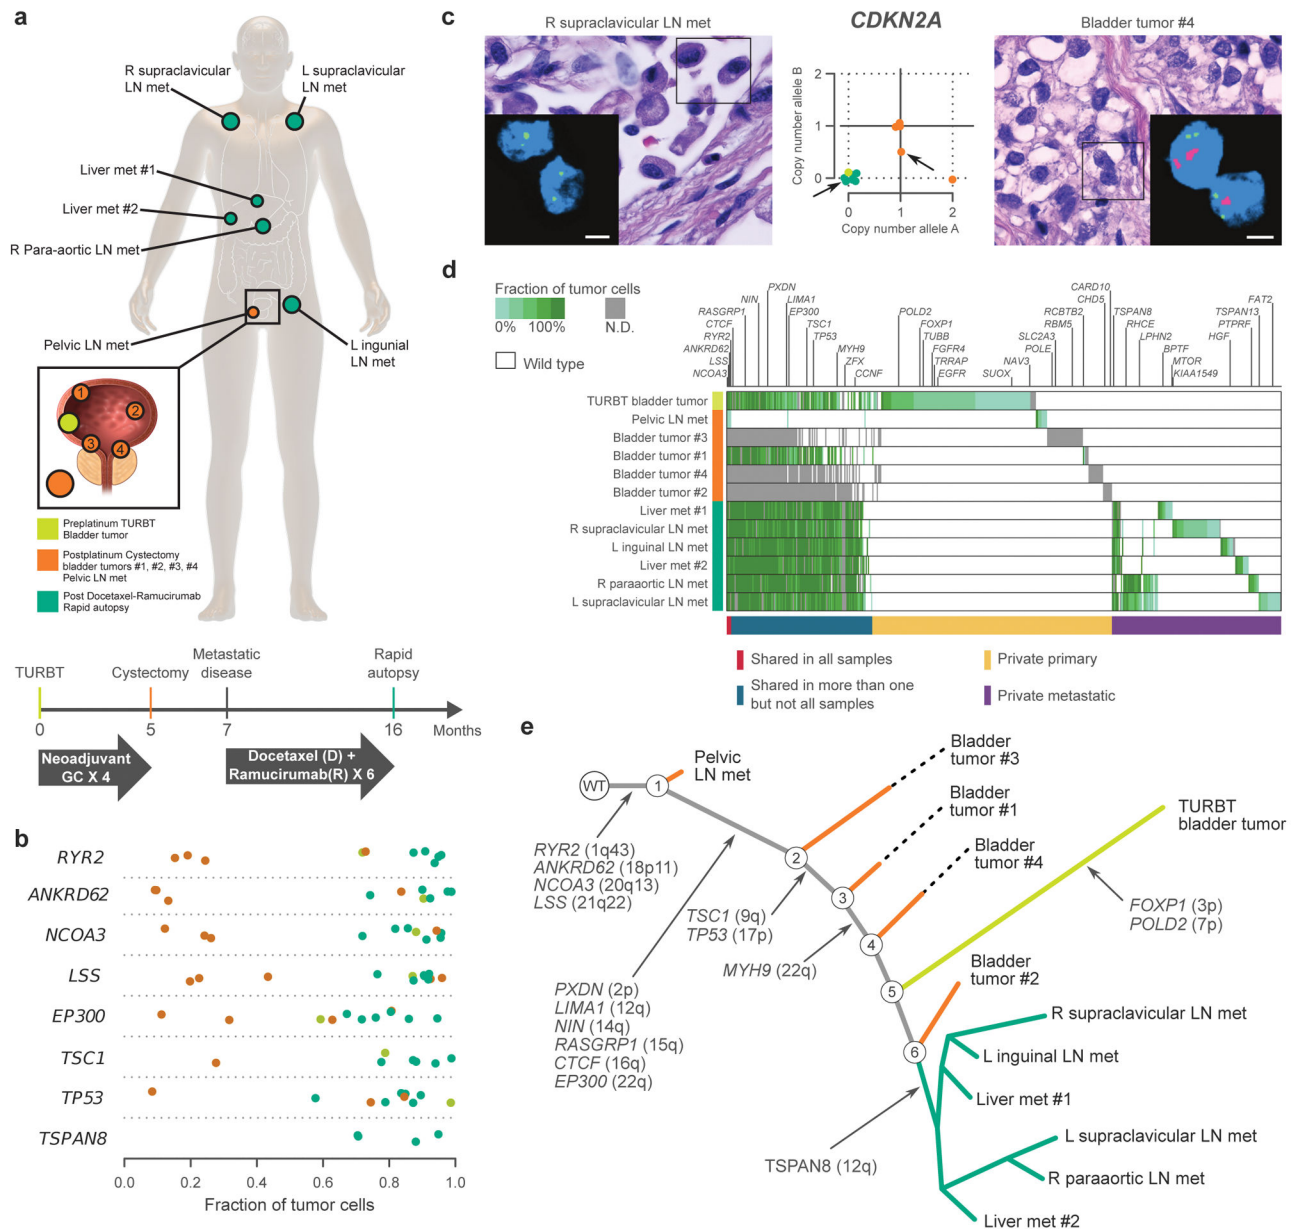 a
R supraclavicular
LN met
L supraclavicular
LN met
Liver met #1
Liver met #2
R Para-aortic LN met
Pelvic LN met
L ingunial
LN met
1
2
3
4
Preplatinum TURBT
Bladder tumor
Postplatinum Cystectomy
bladder tumors #1, #2, #3, #4
Pelvic LN met
Post Docetaxel-Ramucirumab
Rapid autopsy
TURBT
Cystectomy
Metastatic
disease
Rapid
autopsy
0
5
7
16
Months
Neoadjuvant
GC X 4
Docetaxel (D) +
Ramucirumab(R) X 6
b
RYR2
ANKRD62
NCOA3
LSS
EP300
TSC1
TP53
TSPAN8
0.0
0.2
0.4
0.6
0.8
1.0
Fraction of tumor cells
c
R supraclavicular LN met
CDKN2A
Bladder tumor #4
Copy number allele B
2
1
0
0
1
2
Copy number allele A
d
Fraction of tumor cells
0%
100%
N.D.
Wild type
PXDN
NIN
LIMA1
RASGRP1
EP300
CTCF
TSC1
RYR2
TP53
ANKRD62
MYH9
LSS
ZFX
NCOA3
CCNF
POLD2
FOXP1
TUBB
FGFR4
TRRAP
EGFR
CARD10
CHD5
RCBTB2
RBM5
SLC2A3
POLE
NAV3
SUOX
TSPAN8
RHCE
LPHN2
BPTF
MTOR
KIAA1549
FAT2
TSPAN13
PTPRF
HGF
TURBT bladder tumor
Pelvic LN met
Bladder tumor #3
Bladder tumor #1
Bladder tumor #4
Bladder tumor #2
Liver met #1
R supraclavicular LN met
L inguinal LN met
Liver met #2
R paraaortic LN met
L supraclavicular LN met
Shared in all samples
Shared in more than one
but not all samples
Private primary
Private metastatic
e
WT
1
2
3
4
5
6
Pelvic
LN met
Bladder
tumor #3
Bladder
tumor #1
Bladder
tumor #4
TURBT
bladder tumor
Bladder
tumor #2
RYR2 (1q43)
ANKRD62 (18p11)
NCOA3 (20q13)
LSS (21q22)
TSC1 (9q)
TP53 (17p)
MYH9 (22q)
FOXP1 (3p)
POLD2 (7p)
PXDN (2p)
LIMA1 (12q)
NIN (14q)
RASGRP1 (15q)
CTCF (16q)
EP300 (22q)
TSPAN8 (12q)
R supraclavicular LN met
L inguinal LN met
Liver met #1
L supraclavicular LN met
R paraaortic LN met
Liver met #2